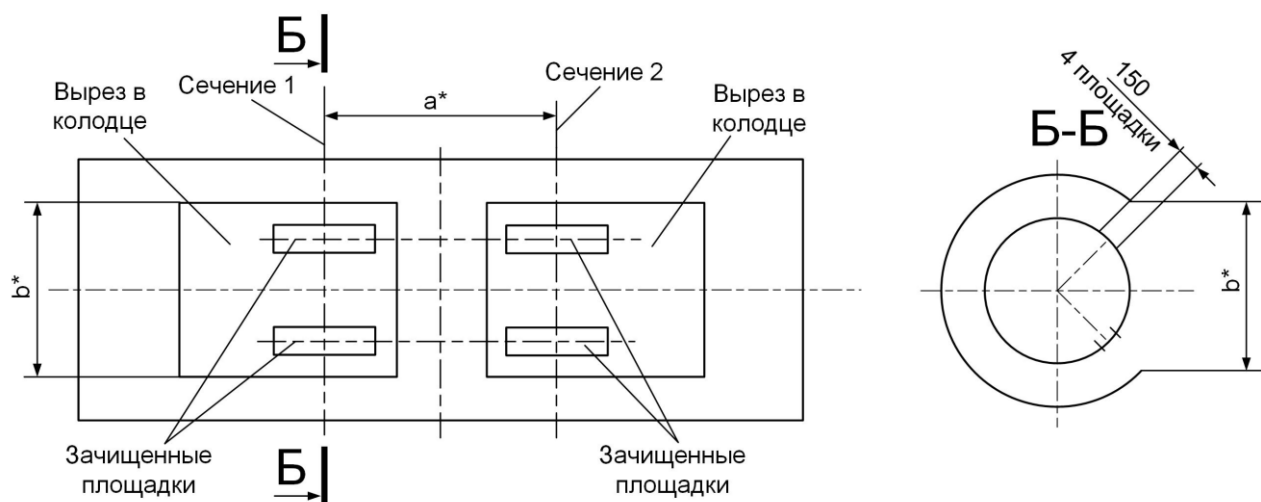 Б
Сечение 1
Сечение 2
Вырез в
колодце
a*
Вырез в
колодце
150
4 площадки
Б-Б
b*
b*
Зачищенные
площадки
Б
Зачищенные
площадки